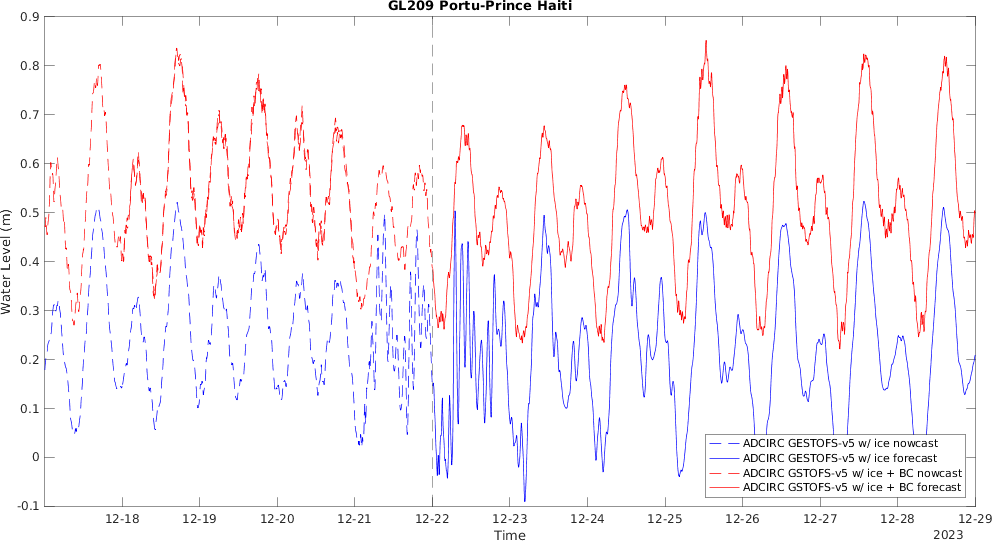 GL209 Portu-Prince Haiti
0.9
0.8
0.7
0.6
0.5
0.4
0.3
0.2
0.1
0
-0.1
Water Level (m)
ADCIRC GESTOFS-v5 w/ ice nowcast
ADCIRC GESTOFS-v5 w/ ice forecast
ADCIRC GSTOFS-v5 w/ ice + BC nowcast
ADCIRC GSTOFS-v5 w/ ice + BC forecast
12-18 12-19 12-20 12-21 12-22 12-23 12-24 12-25 12-26 12-27 12-28 12-29
Time
2023